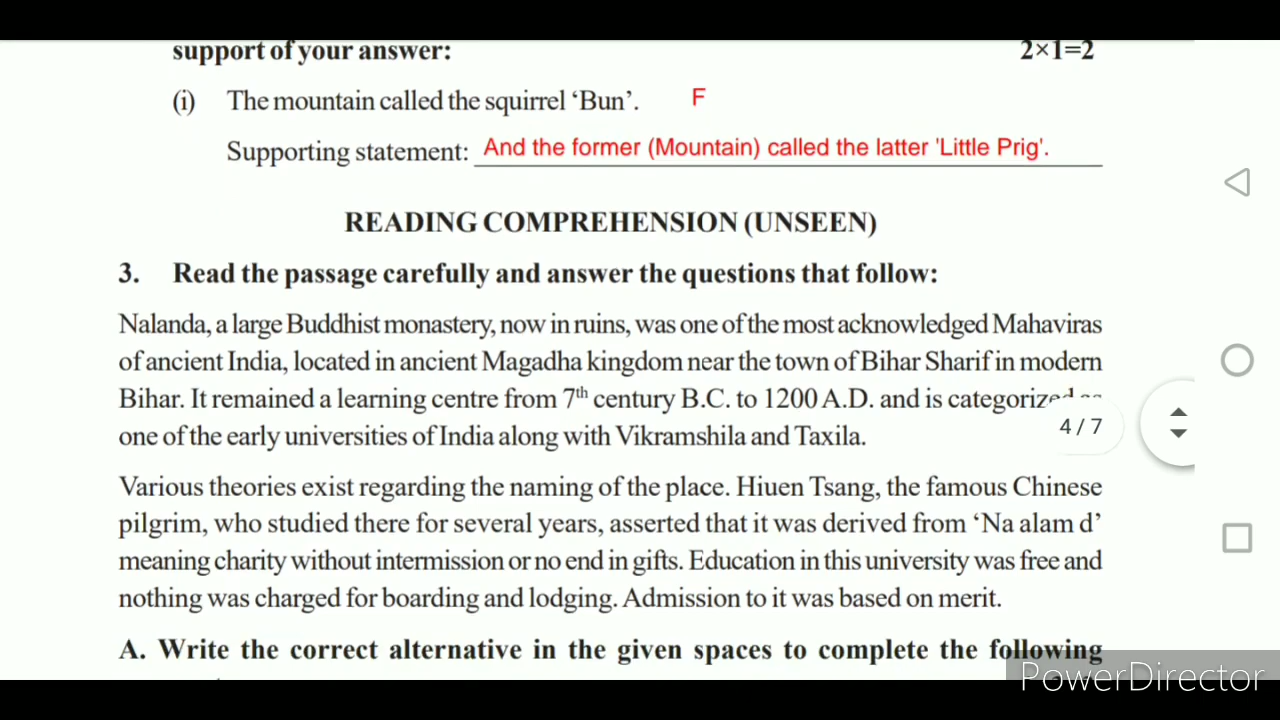 support of your answer: 2×1=2
(i) The mountain called the squirrel ‘Bun’. F
Supporting statement: And the former (Mountain) called the latter 'Little Prig'.
READING COMPREHENSION (UNSEEN)
3. Read the passage carefully and answer the questions that follow:
Nalanda, a large Buddhist monastery, now in ruins, was one of the most acknowledged Mahaviras
of ancient India, located in ancient Magadha kingdom near the town of Bihar Sharif in modern
Bihar. It remained a learning centre from 7th century B.C. to 1200 A.D. and is categorized as
4 / 7
one of the early universities of India along with Vikramshila and Taxila.
Various theories exist regarding the naming of the place. Hiuen Tsang, the famous Chinese
pilgrim, who studied there for several years, asserted that it was derived from ‘Na alam d’
meaning charity without intermission or no end in gifts. Education in this university was free and
nothing was charged for boarding and lodging. Admission to it was based on merit.
A. Write the correct alternative in the given spaces to complete the following
PowerDirector